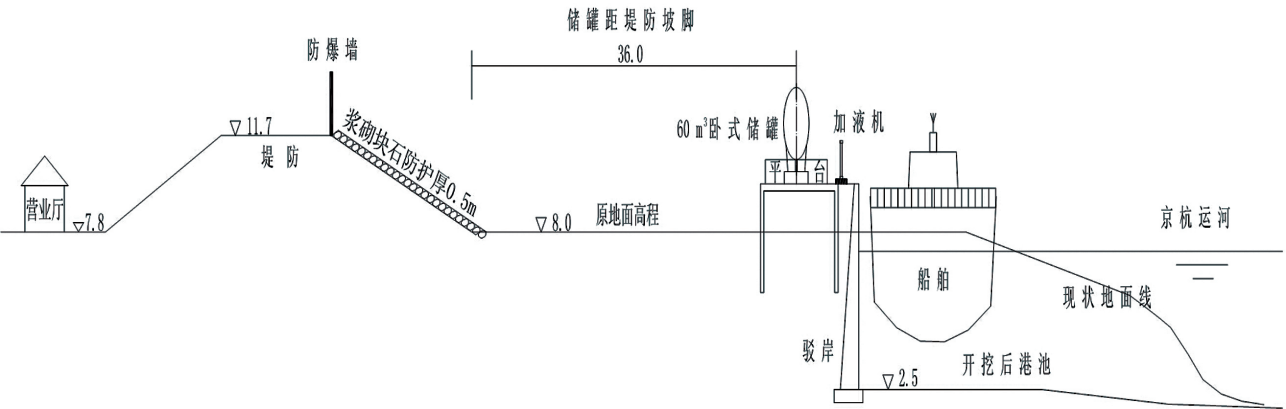 储罐距堤防坡脚
36.0
防爆墙
11.7
堤防
浆砌块石防护厚0.5m
60m³卧式储罐
加液机
平台
营业厅
7.8
8.0
原地面高程
京杭运河
船舶
现状地面线
驳岸
开挖后港池
2.5